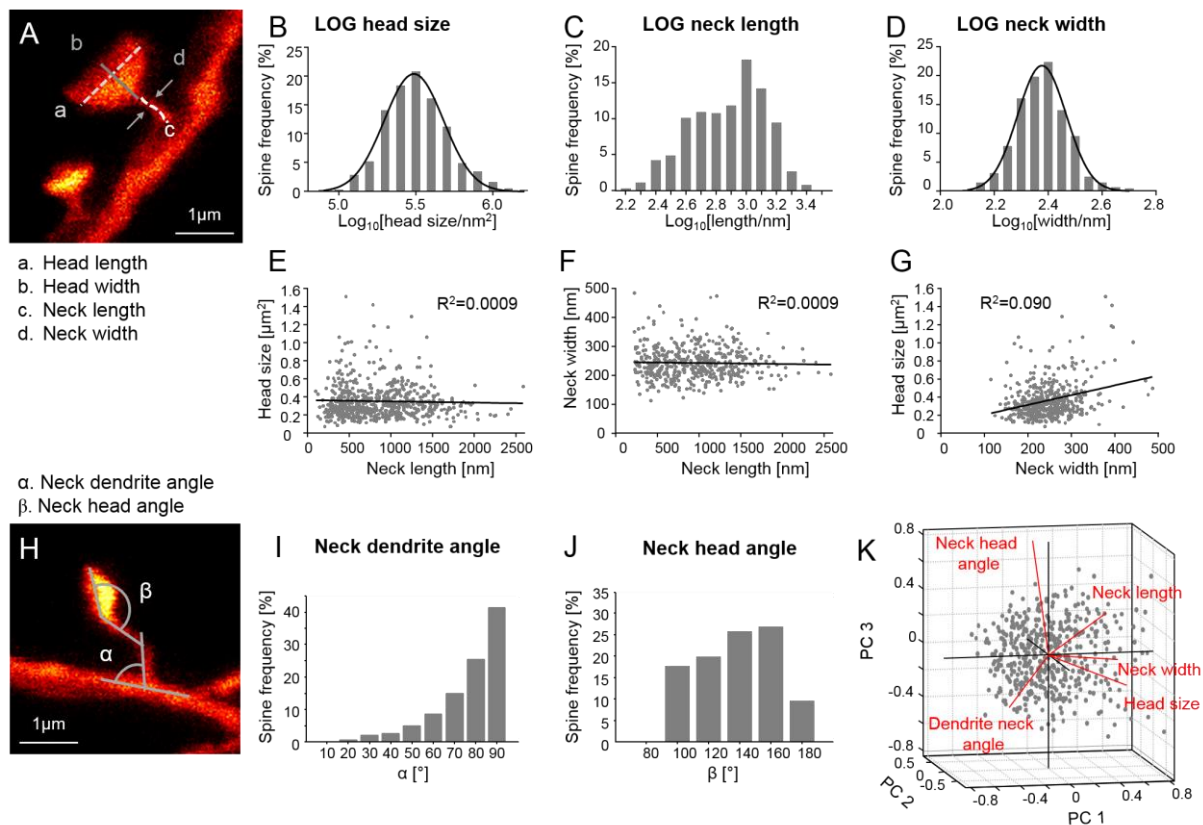 A
a
b
c
d
1µm
a. Head length
b. Head width
c. Neck length
d. Neck width
B
LOG head size
Spine frequency [%]
25
20
15
10
5
0
5.0
5.5
6.0
Log10[head size/nm2]
C
LOG neck length
Spine frequency [%]
20
15
10
5
0
2.2 2.4 2.6 2.8 3.0 3.2 3.4
Log10[length/nm]
D
LOG neck width
Spine frequency [%]
25
20
15
10
5
0
2.0 2.2 2.4 2.6 2.8
Log10[width/nm]
E
R2=0.0009
Head size [µm2]
1.6
1.4
1.2
1.0
0.8
0.6
0.4
0.2
0
0 500 1000 1500 2000 2500
Neck length [nm]
F
R2=0.0009
Neck width [nm]
500
400
300
200
100
0
0 500 1000 1500 2000 2500
Neck length [nm]
G
R2=0.090
Head size [µm2]
1.6
1.4
1.2
1.0
0.8
0.6
0.4
0.2
0
0 100 200 300 400 500
Neck width [nm]
α. Neck dendrite angle
β. Neck head angle
H
β
α
1µm
I
Neck dendrite angle
Spine frequency [%]
40
35
30
25
20
15
10
0
10 20 30 40 50 60 70 80 90
α [°]
J
Neck head angle
Spine frequency [%]
35
30
25
20
15
10
5
0
80 100 120 140 160 180
β [°]
K
Neck head
angle
Neck length
Neck width
Head size
Dendrite neck
angle
PC 3
0.8
0.4
0
-0.4
-0.8
PC 2
0.5
0
-0.5
-0.8 -0.4 0 0.4 0.8
PC 1